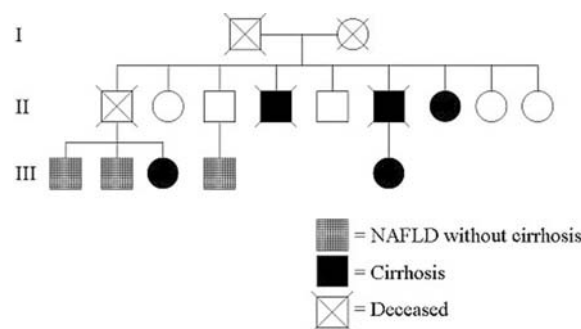 I
II
III
= NAFLD without cirrhosis
= Cirrhosis
= Deceased